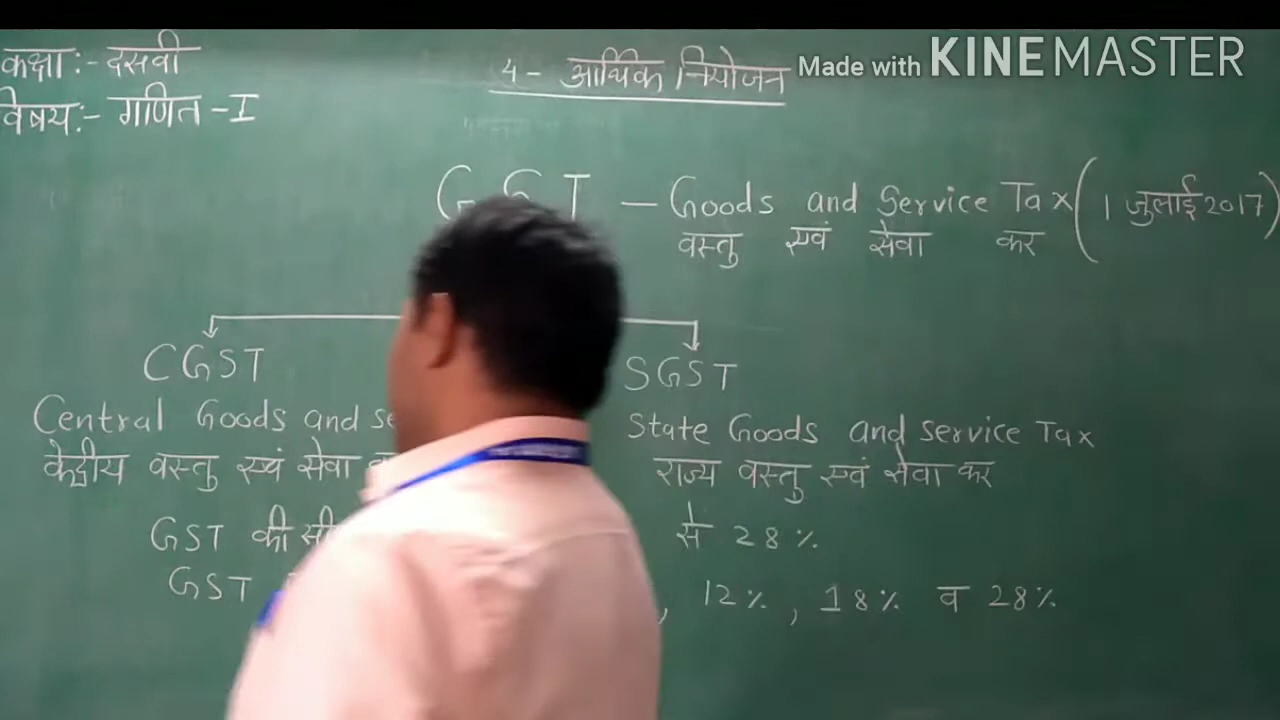 कक्षा:- दसवी
विषय:- गणित -I
4 - आर्थिक नियोजन
Made with KINEMASTER
GST — Goods and Service Tax (1 जुलाई 2017)
वस्तु एवं सेवा कर
CGST SGST
Central Goods and State Goods and service Tax
केंद्रीय वस्तु एवं सेवा राज्य वस्तु एवं सेवा कर
GST की से 28%
GST , 12%, 18% व 28%